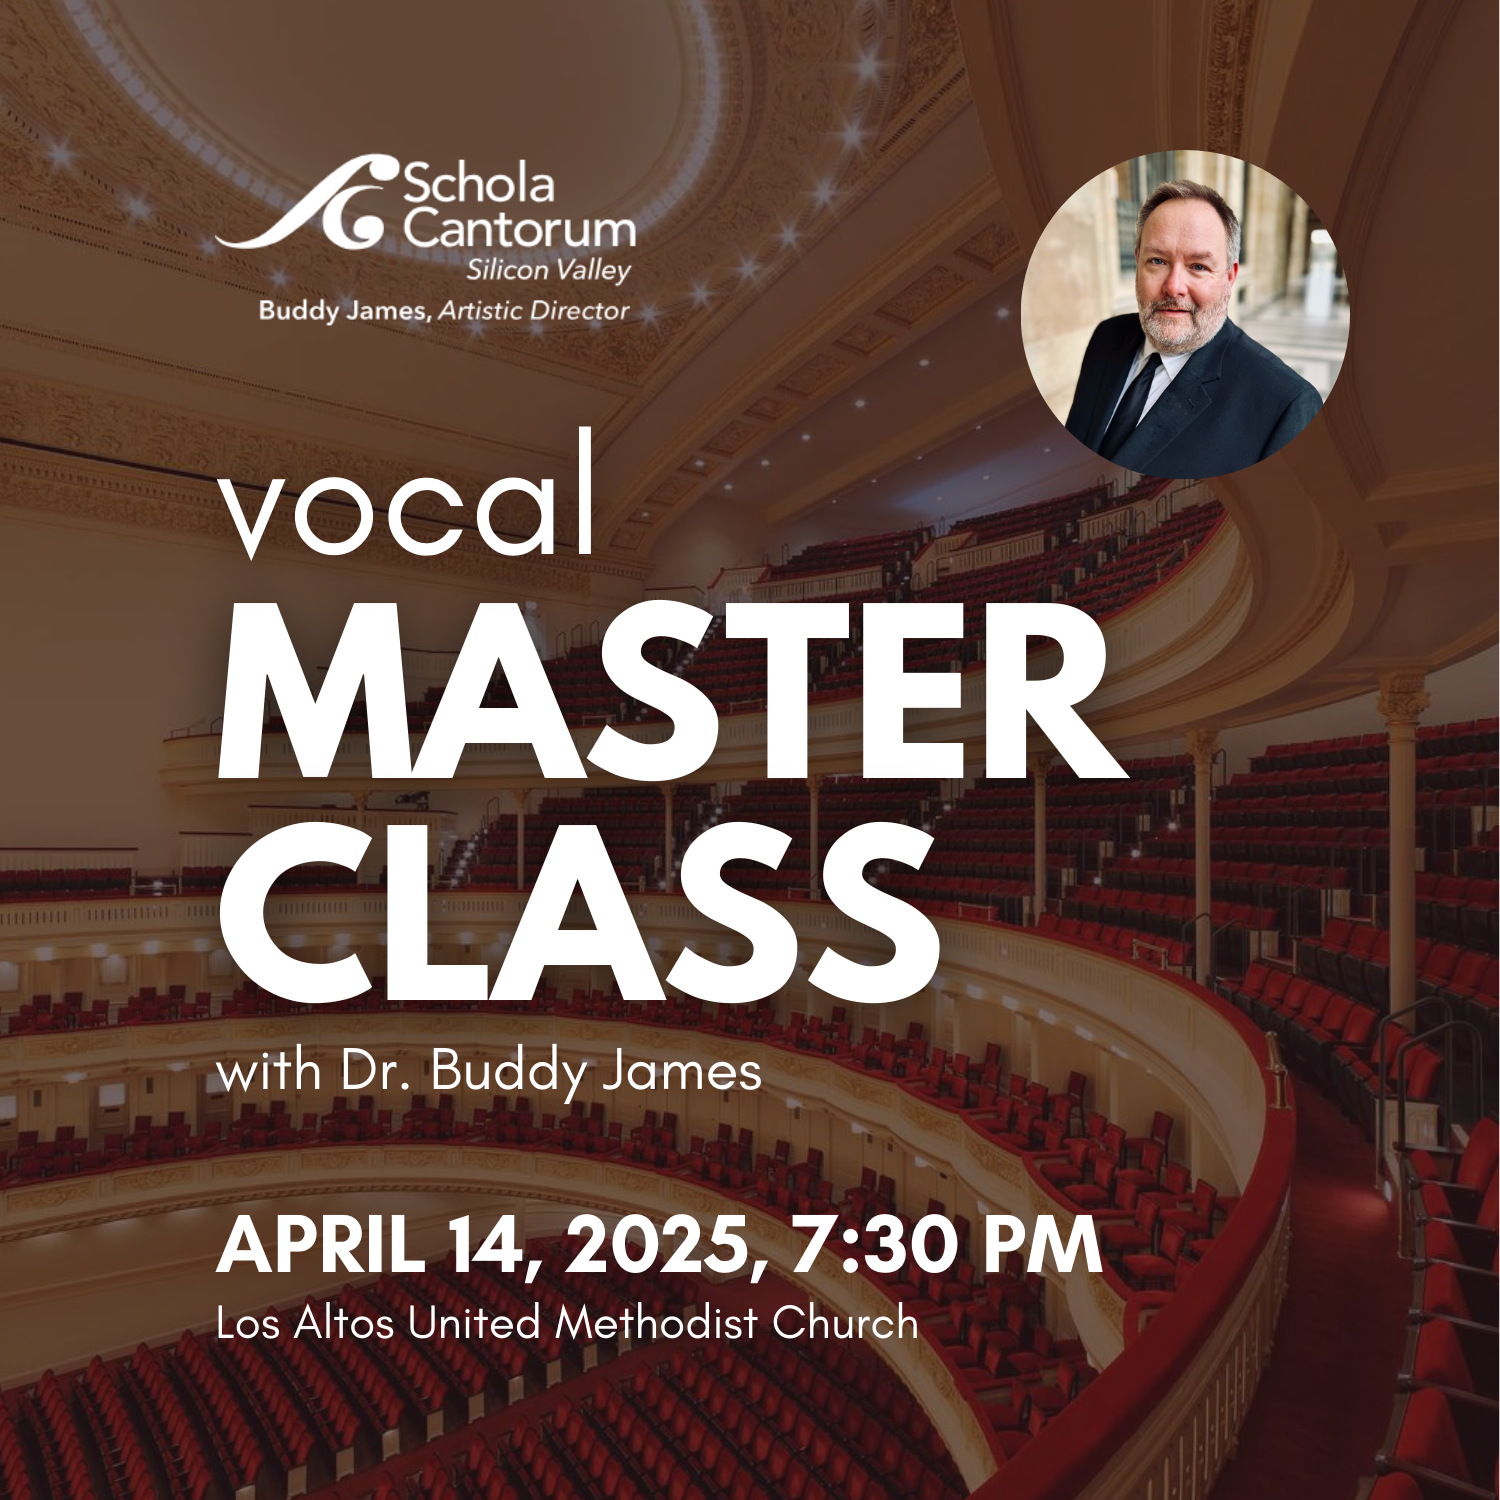 Schola
Cantorum
Silicon Valley
Buddy James, Artistic Director
vocal
MASTER
CLASS
with Dr. Buddy James
APRIL 14, 2025, 7:30 PM
Los Altos United Methodist Church